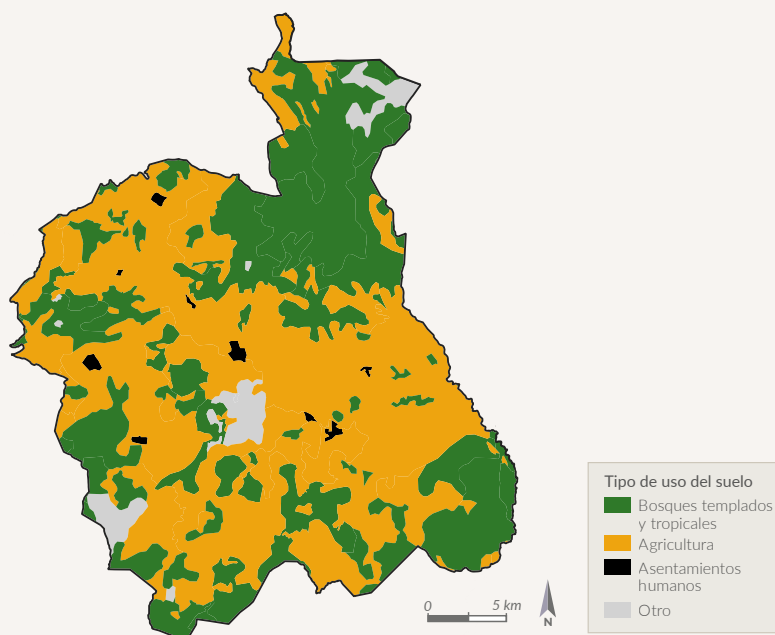 Tipo de uso del suelo
Bosques templados
y tropicales
Agricultura
Asentamientos
humanos
Otro
0 5 km
N